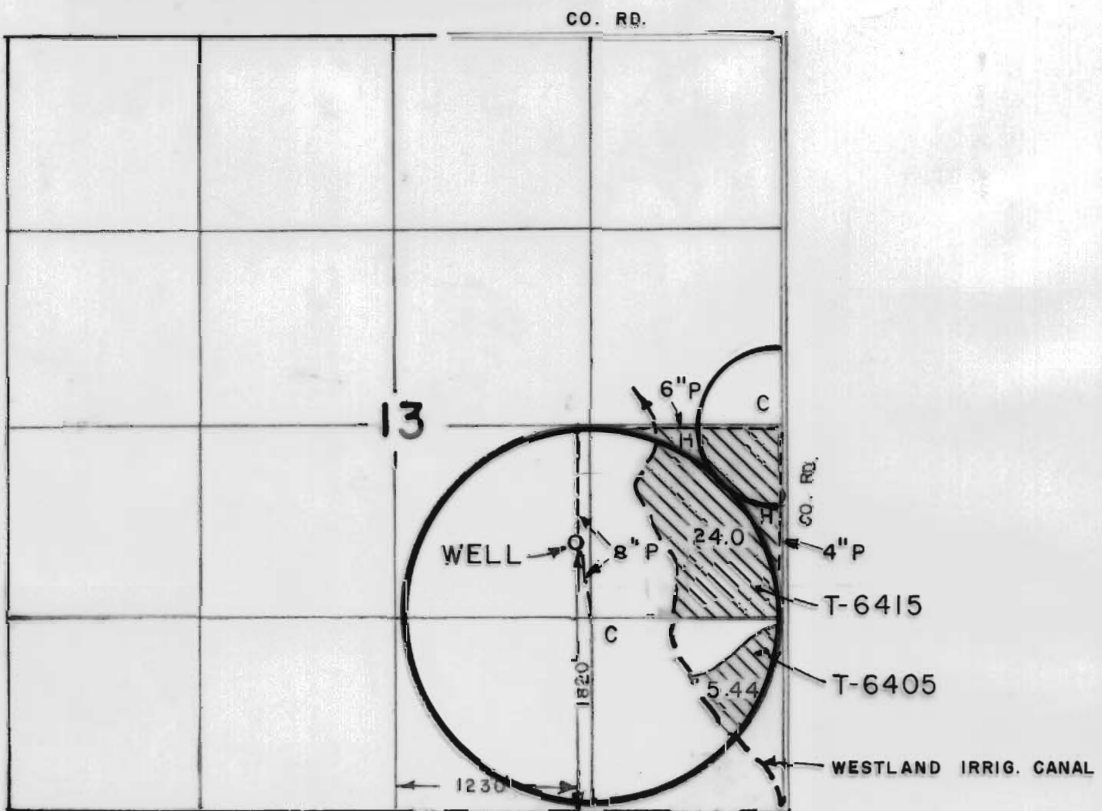 CO. RD.
6"P
C
13
H
CO. RD.
H
24.0
WELL
8"P
4"P
T-6415
C
1820'
T-6405
5.44
WESTLAND IRRIG. CANAL
1230